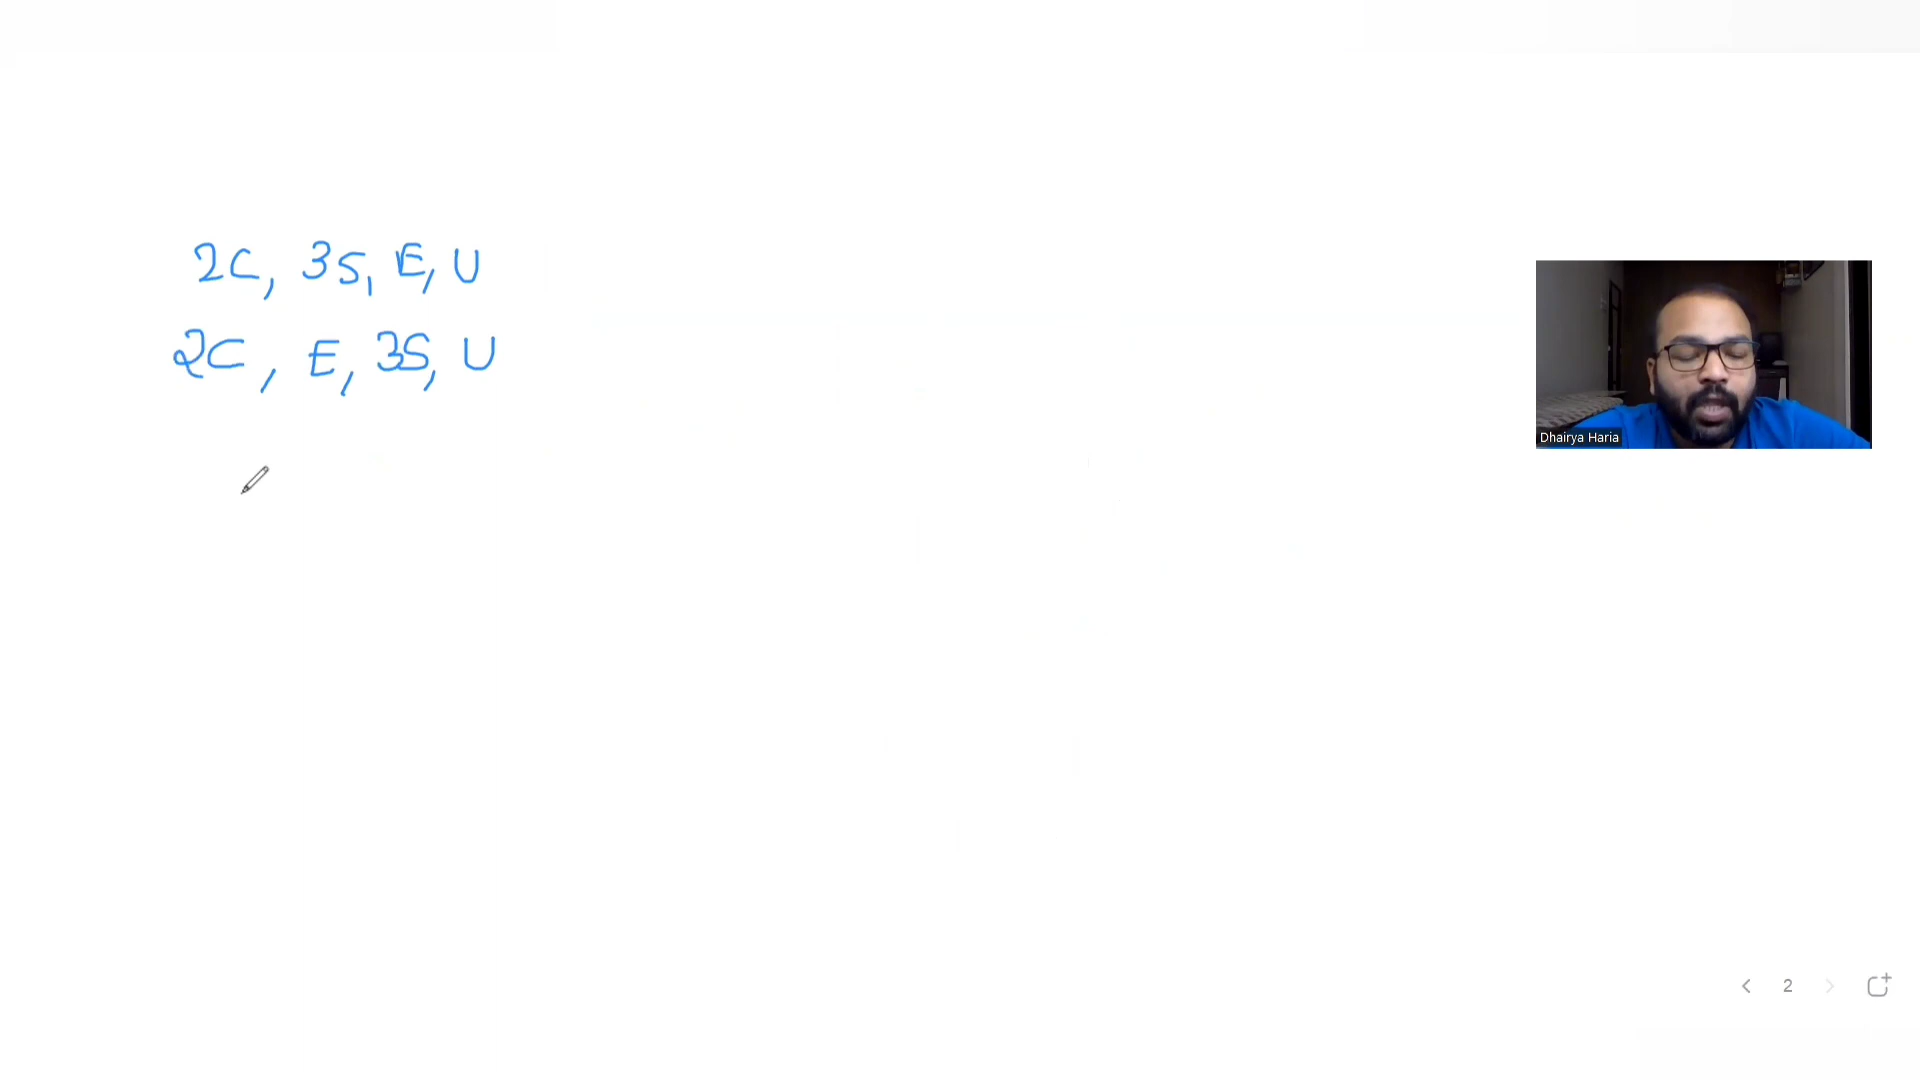 2C, 3S, E, U
2C, E, 3S, U
Dhairya Haria
2